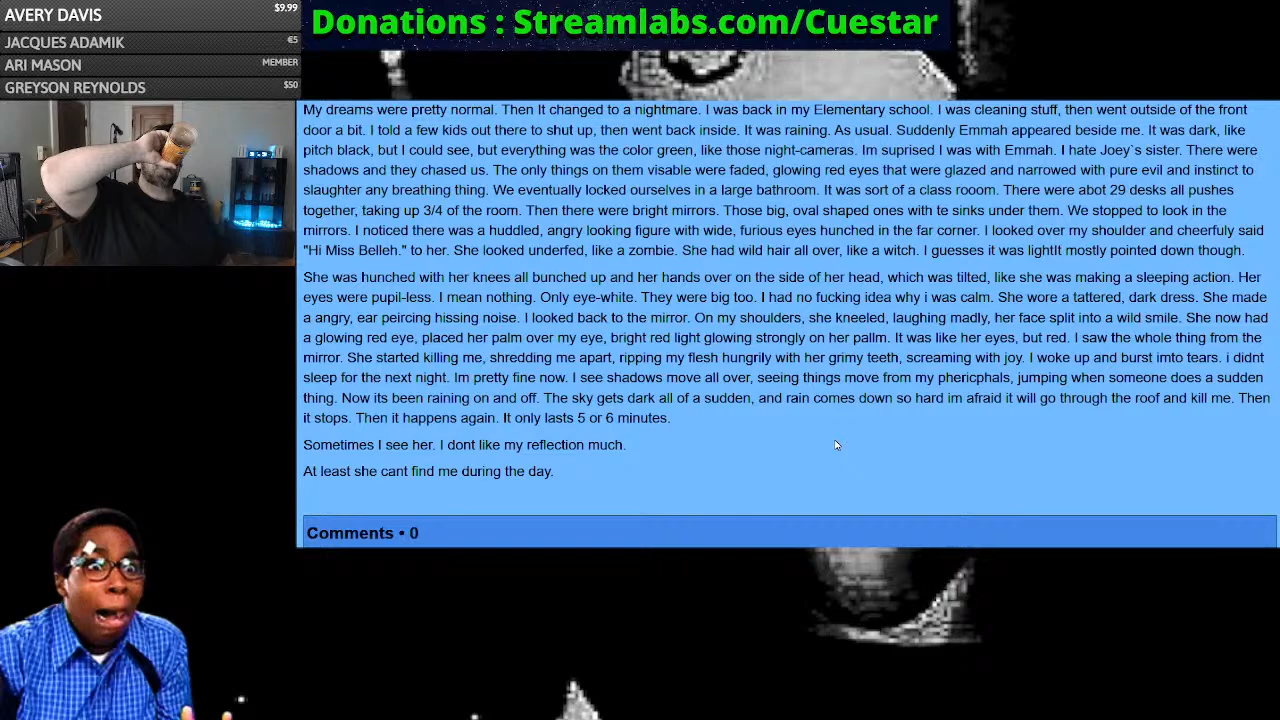 AVERY DAVIS $9.99
JACQUES ADAMIK €5
ARI MASON MEMBER
GREYSON REYNOLDS $50
Donations : Streamlabs.com/Cuestar
My dreams were pretty normal. Then It changed to a nightmare. I was back in my Elementary school. I was cleaning stuff, then went outside of the front
door a bit. I told a few kids out there to shut up, then went back inside. It was raining. As usual. Suddenly Emmah appeared beside me. It was dark, like
pitch black, but I could see, but everything was the color green, like those night-cameras. Im suprised I was with Emmah. I hate Joey`s sister. There were
shadows and they chased us. The only things on them visable were faded, glowing red eyes that were glazed and narrowed with pure evil and instinct to
slaughter any breathing thing. We eventually locked ourselves in a large bathroom. It was sort of a class rooom. There were abot 29 desks all pushes
together, taking up 3/4 of the room. Then there were bright mirrors. Those big, oval shaped ones with te sinks under them. We stopped to look in the
mirrors. I noticed there was a huddled, angry looking figure with wide, furious eyes hunched in the far corner. I looked over my shoulder and cheerfuly said
"Hi Miss Belleh." to her. She looked underfed, like a zombie. She had wild hair all over, like a witch. I guesses it was lightIt mostly pointed down though.
She was hunched with her knees all bunched up and her hands over on the side of her head, which was tilted, like she was making a sleeping action. Her
eyes were pupil-less. I mean nothing. Only eye-white. They were big too. I had no fucking idea why i was calm. She wore a tattered, dark dress. She made
a angry, ear peircing hissing noise. I looked back to the mirror. On my shoulders, she kneeled, laughing madly, her face split into a wild smile. She now had
a glowing red eye, placed her palm over my eye, bright red light glowing strongly on her pallm. It was like her eyes, but red. I saw the whole thing from the
mirror. She started killing me, shredding me apart, ripping my flesh hungrily with her grimy teeth, screaming with joy. I woke up and burst imto tears. i didnt
sleep for the next night. Im pretty fine now. I see shadows move all over, seeing things move from my phericphals, jumping when someone does a sudden
thing. Now its been raining on and off. The sky gets dark all of a sudden, and rain comes down so hard im afraid it will go through the roof and kill me. Then
it stops. Then it happens again. It only lasts 5 or 6 minutes.
Sometimes I see her. I dont like my reflection much.
At least she cant find me during the day.
Comments • 0